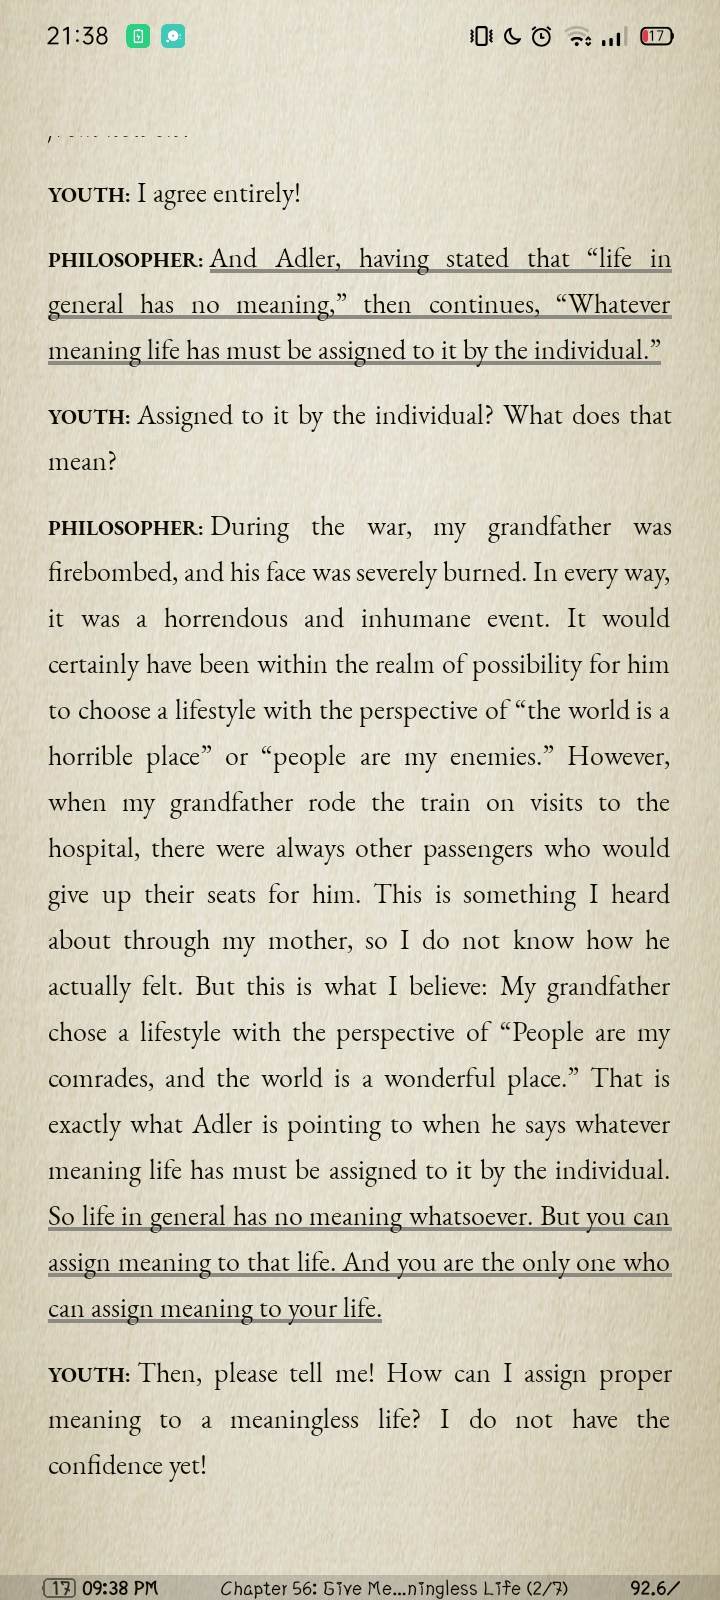 21:38
17
YOUTH: I agree entirely!
PHILOSOPHER: And Adler, having stated that “life in
general has no meaning,” then continues, “Whatever
meaning life has must be assigned to it by the individual.”
YOUTH: Assigned to it by the individual? What does that
mean?
PHILOSOPHER: During the war, my grandfather was
firebombed, and his face was severely burned. In every way,
it was a horrendous and inhumane event. It would
certainly have been within the realm of possibility for him
to choose a lifestyle with the perspective of “the world is a
horrible place” or “people are my enemies.” However,
when my grandfather rode the train on visits to the
hospital, there were always other passengers who would
give up their seats for him. This is something I heard
about through my mother, so I do not know how he
actually felt. But this is what I believe: My grandfather
chose a lifestyle with the perspective of “People are my
comrades, and the world is a wonderful place.” That is
exactly what Adler is pointing to when he says whatever
meaning life has must be assigned to it by the individual.
So life in general has no meaning whatsoever. But you can
assign meaning to that life. And you are the only one who
can assign meaning to your life.
YOUTH: Then, please tell me! How can I assign proper
meaning to a meaningless life? I do not have the
confidence yet!
17 09:38 PM Chapter 56: Give Me...ningless Life (2/7) 92.6%